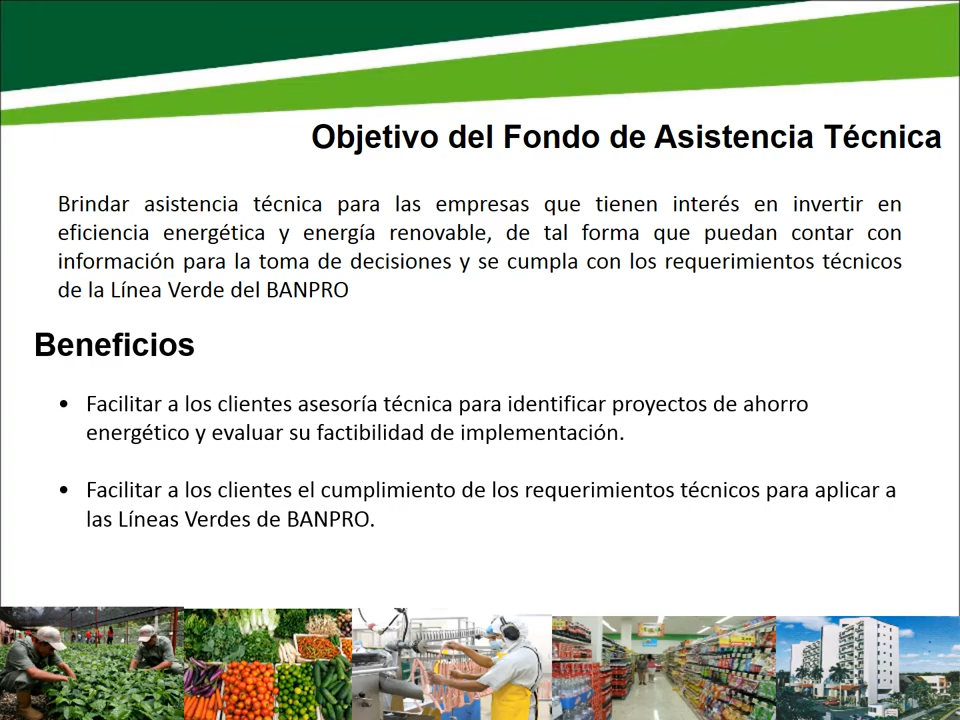 Objetivo del Fondo de Asistencia Técnica
Brindar asistencia técnica para las empresas que tienen interés en invertir en
eficiencia energética y energía renovable, de tal forma que puedan contar con
información para la toma de decisiones y se cumpla con los requerimientos técnicos
de la Línea Verde del BANPRO
Beneficios
• Facilitar a los clientes asesoría técnica para identificar proyectos de ahorro
energético y evaluar su factibilidad de implementación.
• Facilitar a los clientes el cumplimiento de los requerimientos técnicos para aplicar a
las Líneas Verdes de BANPRO.